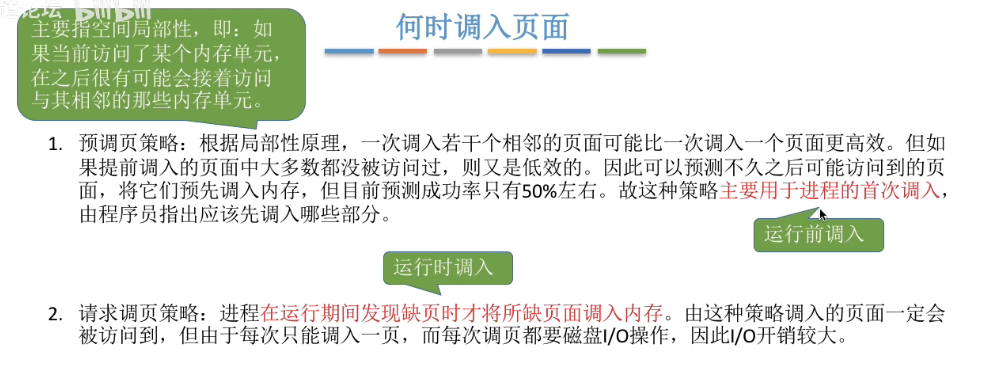 何时调入页面
主要指空间局部性，即：如
果当前访问了某个内存单元，
在之后很有可能会接着访问
与其相邻的那些内存单元。
1. 预调页策略：根据局部性原理，一次调入若干个相邻的页面可能比一次调入一个页面更高效。但如
果提前调入的页面中大多数都没被访问过，则又是低效的。因此可以预测不久之后可能访问到的页
面，将它们预先调入内存，但目前预测成功率只有50%左右。故这种策略主要用于进程的首次调入，
由程序员指出应该先调入哪些部分。
运行前调入
运行时调入
2. 请求调页策略：进程在运行期间发现缺页时才将所缺页面调入内存。由这种策略调入的页面一定会
被访问到，但由于每次只能调入一页，而每次调页都要磁盘I/O操作，因此I/O开销较大。